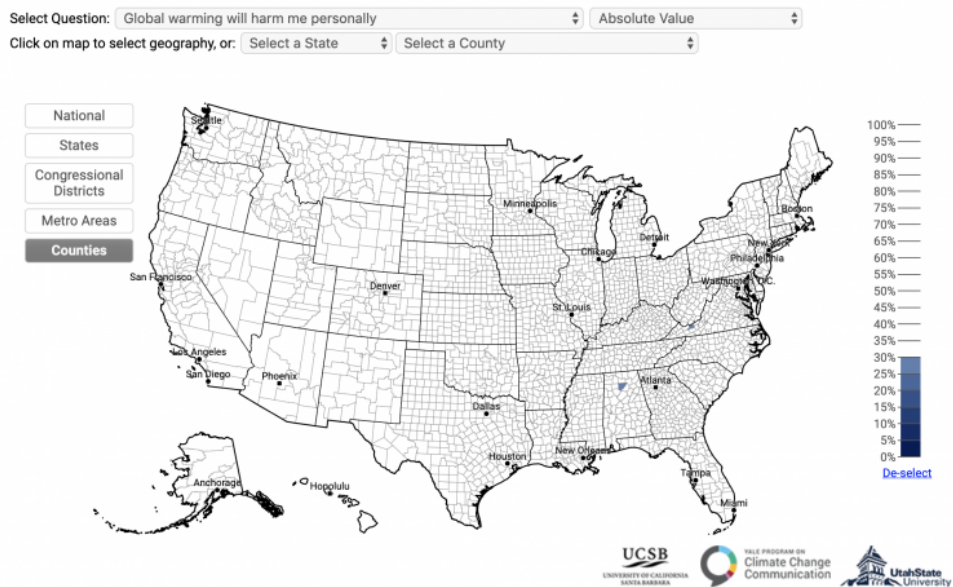 Select Question: Global warming will harm me personally Absolute Value
Click on map to select geography, or: Select a State Select a County
National
States
Congressional
Districts
Metro Areas
Counties
Seattle
Minneapolis
Boston
Detroit
New York
Chicago
Philadelphia
San Francisco
Denver
Washington D.C.
St. Louis
Los Angeles
San Diego
Phoenix
Atlanta
Dallas
New Orleans
Houston
Tampa
Anchorage
Honolulu
Miami
100%
95%
90%
85%
80%
75%
70%
65%
60%
55%
50%
45%
40%
35%
30%
25%
20%
15%
10%
5%
0%
De-select
UCSB
UNIVERSITY OF CALIFORNIA
SANTA BARBARA
YALE PROGRAM ON
Climate Change
Communication
UtahState
University